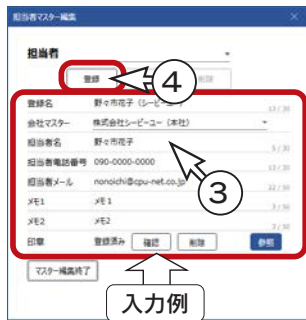 担当者マスター編集
担当者
登録 ④ 削除
登録名 野々市花子（シーピーユー） 13 / 30
会社マスター 株式会社シーピーユー（本社）
担当者名 野々市花子 5 / 30
③
担当者電話番号 090-0000-0000 13 / 20
担当者メール nonoichi@cpu-net.co.jp 22 / 50
メモ1 メモ1 3 / 50
メモ2 メモ2 3 / 50
印章 登録済み 確認 削除 参照
マスター編集終了
入力例